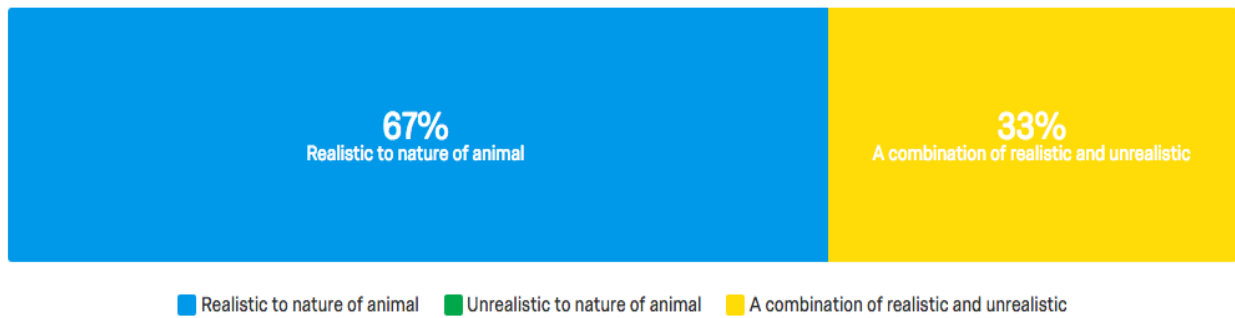 67%
Realistic to nature of animal
33%
A combination of realistic and unrealistic
Realistic to nature of animal
Unrealistic to nature of animal
A combination of realistic and unrealistic